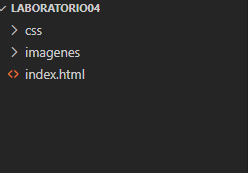 LABORATORIO04
css
imagenes
index.html